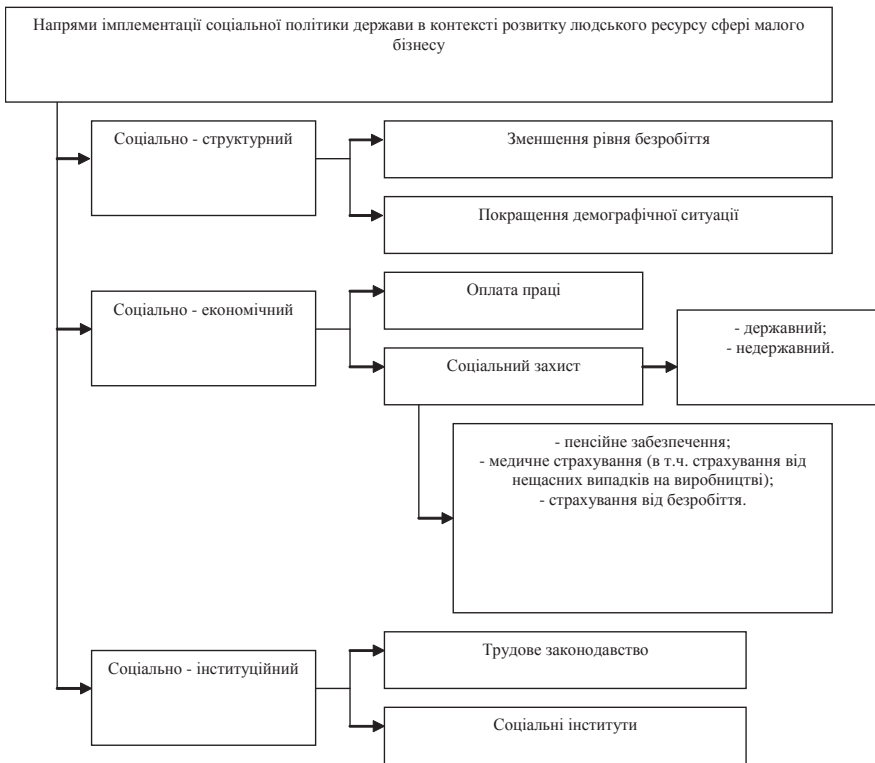 Напрями імплементації соціальної політики держави в контексті розвитку людського ресурсу сфері малого
бізнесу
Соціально - структурний
Зменшення рівня безробіття
Покращення демографічної ситуації
Соціально - економічний
Оплата праці
Соціальний захист
- державний;
- недержавний.
- пенсійне забезпечення;
- медичне страхування (в т.ч. страхування від
нещасних випадків на виробництві);
- страхування від безробіття.
Соціально - інституційний
Трудове законодавство
Соціальні інститути